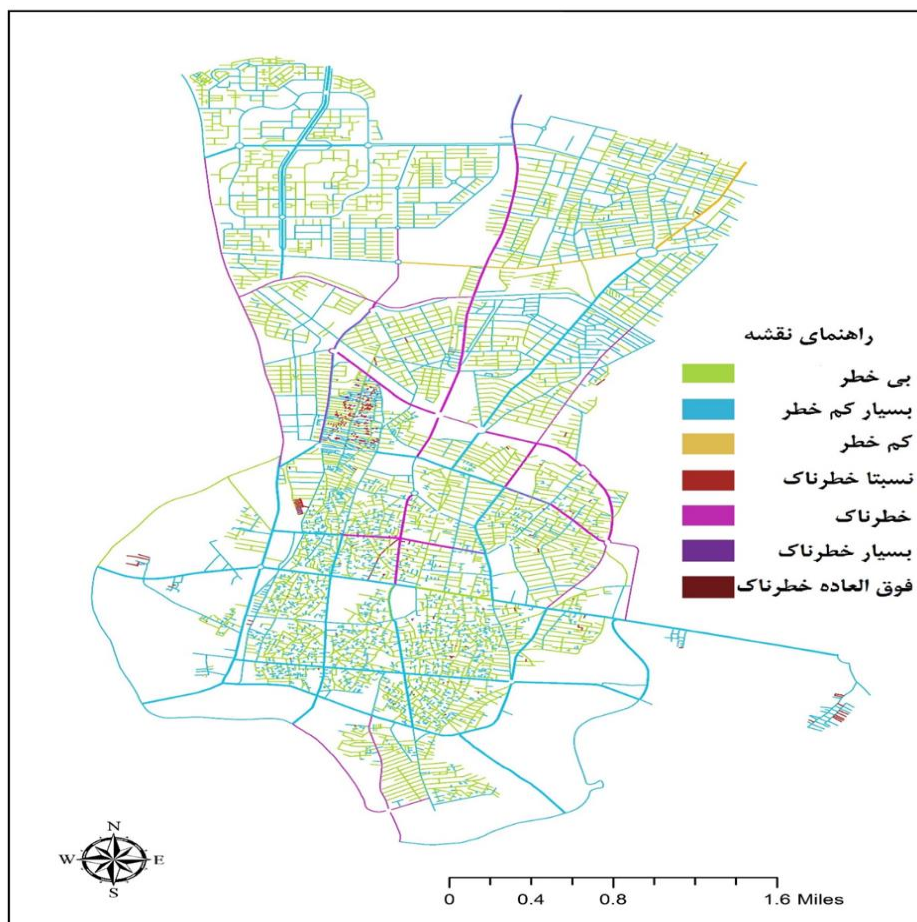 راهنمای نقشه
بی خطر
بسیار کم خطر
کم خطر
نسبتا خطرناک
خطرناک
بسیار خطرناک
فوق العاده خطرناک
N
W E
S
0 0.4 0.8 1.6 Miles